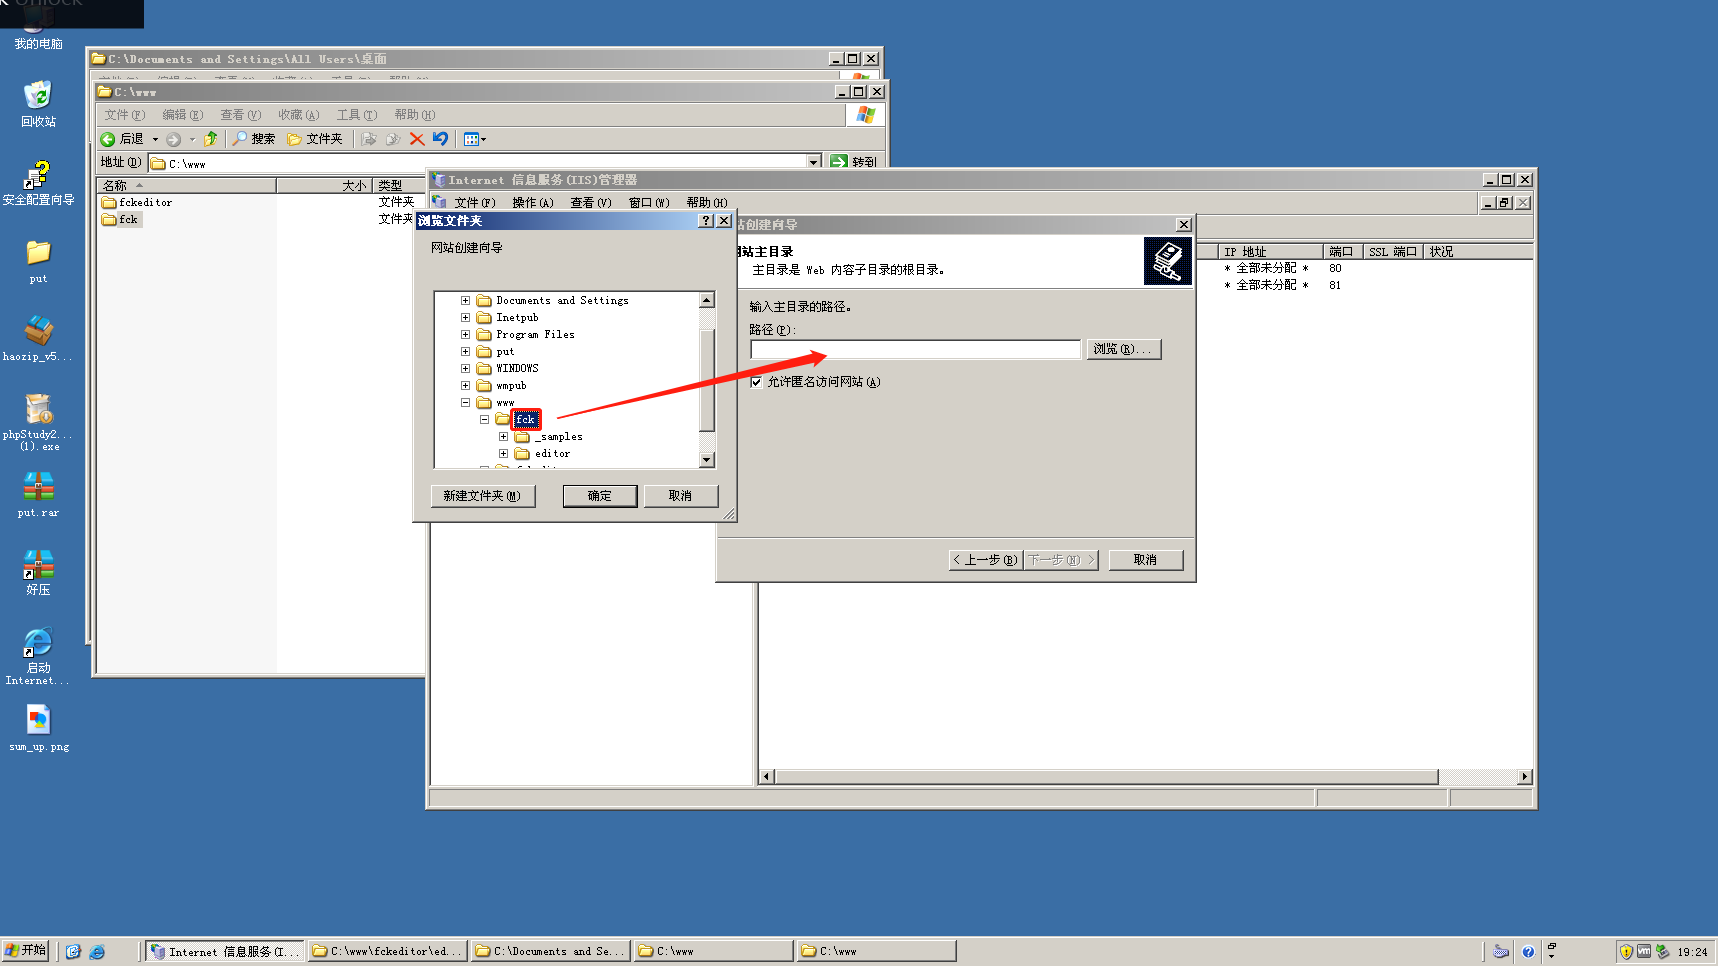 Unlock
我的电脑
回收站
安全配置向导
put
haozip_v5...
phpStudy2...
(1).exe
put.rar
好压
启动
Internet...
sum_up.png
C:\Documents and Settings\All Users\桌面
C:\www
文件(F) 编辑(E) 查看(V) 收藏(A) 工具(T) 帮助(H)
后退 搜索 文件夹
地址(D) C:\www 转到
名称 大小 类型
fckeditor 文件夹
fck 文件夹
Internet 信息服务(IIS)管理器
文件(F) 操作(A) 查看(V) 窗口(W) 帮助(H)
IP 地址 端口 SSL 端口 状况
* 全部未分配 * 80
* 全部未分配 * 81
浏览文件夹
网站创建向导
Documents and Settings
Inetpub
Program Files
put
WINDOWS
wmpub
www
fck
_samples
editor
新建文件夹(M) 确定 取消
创建向导
站主目录
主目录是 Web 内容子目录的根目录。
输入主目录的路径。
路径(P):
浏览(R)...
允许匿名访问网站(A)
< 上一步(B) 下一步(N) > 取消
开始 Internet 信息服务(I... C:\www\fckeditor\ed... C:\Documents and Se... C:\www C:\www 19:24